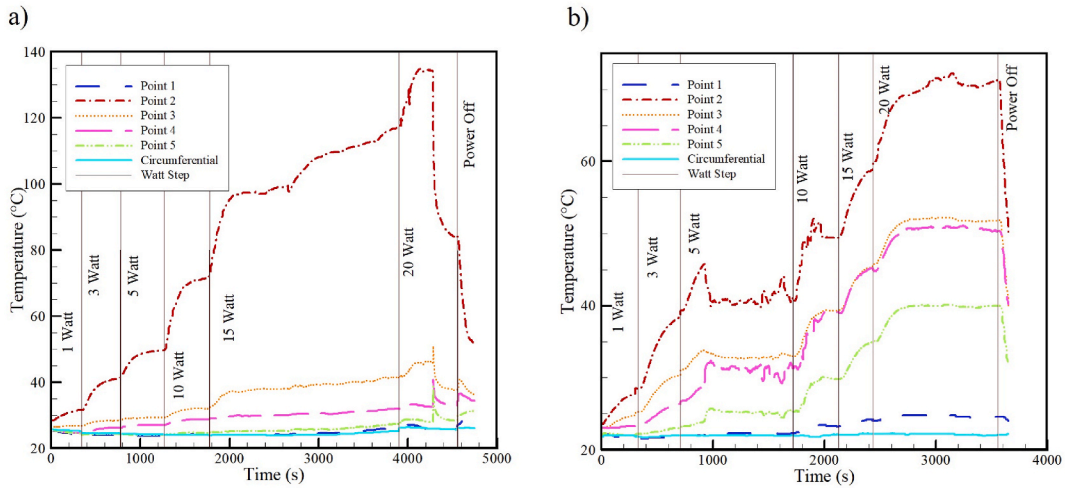 a)
140
120
100
80
60
40
20
0
1000
2000
3000
4000
5000
Temperature (°C)
Time (s)
Point 1
Point 2
Point 3
Point 4
Point 5
Circumferential
Watt Step
1 Watt
3 Watt
5 Watt
10 Watt
15 Watt
20 Watt
Power Off
b)
60
40
20
0
1000
2000
3000
4000
Temperature (°C)
Time (s)
Point 1
Point 2
Point 3
Point 4
Point 5
Circumferential
Watt Step
1 Watt
3 Watt
5 Watt
10 Watt
15 Watt
20 Watt
Power Off